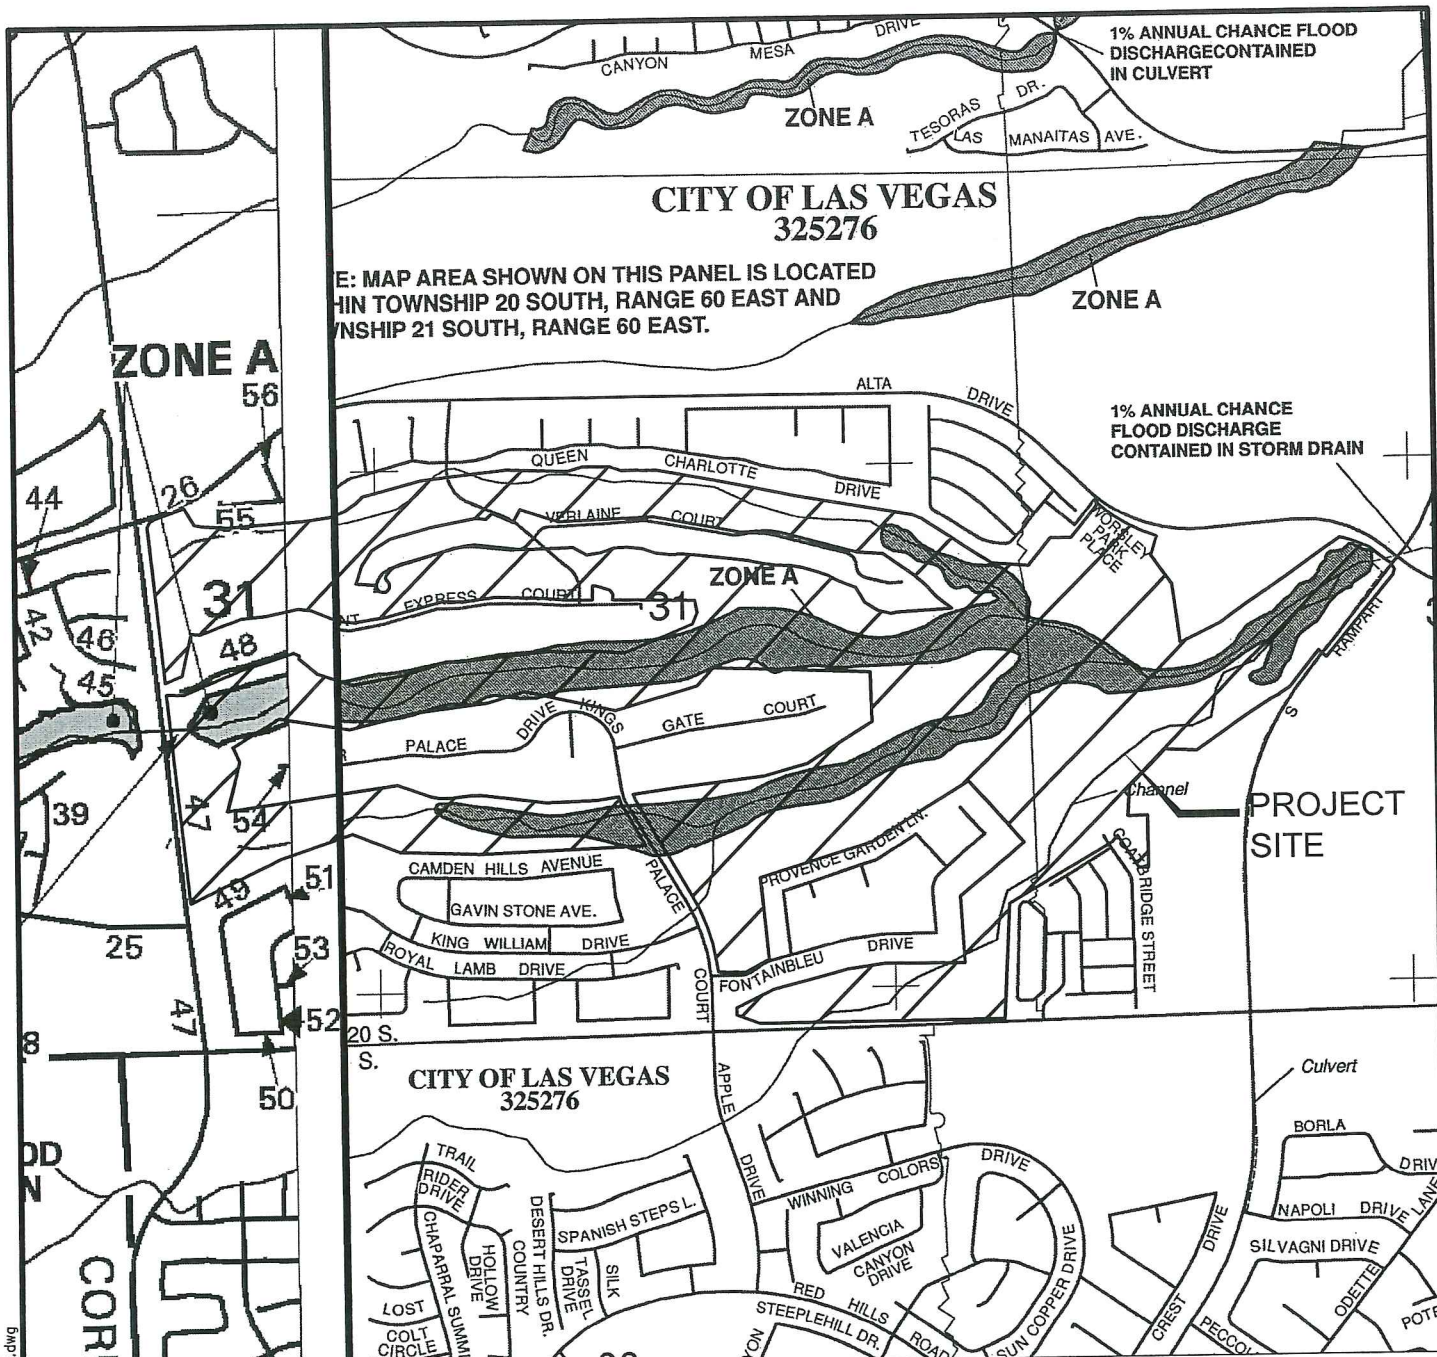 1% ANNUAL CHANCE FLOOD
DISCHARGECONTAINED
IN CULVERT
CANYON MESA DRIVE
ZONE A
TESORAS DR.
LAS MANAITAS AVE.
CITY OF LAS VEGAS
325276
E: MAP AREA SHOWN ON THIS PANEL IS LOCATED
HIN TOWNSHIP 20 SOUTH, RANGE 60 EAST AND
NSHIP 21 SOUTH, RANGE 60 EAST.
ZONE A
ZONE A
56
ALTA DRIVE
1% ANNUAL CHANCE
FLOOD DISCHARGE
CONTAINED IN STORM DRAIN
QUEEN CHARLOTTE DRIVE
44
26
55
VERLAINE COURT
WORSLEY
PARK
PLACE
ZONE A
31
NT EXPRESS COURT
31
42
46
48
45
RAMPART
S
PALACE DRIVE
KINGS GATE COURT
39
47
54
Channel
PROJECT
SITE
PROVENCE GARDEN LN.
COATBRIDGE STREET
CAMDEN HILLS AVENUE
PALACE COURT
51
49
GAVIN STONE AVE.
KING WILLIAM DRIVE
ROYAL LAMB DRIVE
FONTAINBLEU DRIVE
25
53
47
52
20 S.
S.
8
50
CITY OF LAS VEGAS
325276
APPLE DRIVE
Culvert
BORLA
DRIV
OD
N
TRAIL
RIDER
DRIVE
WINNING COLORS DRIVE
NAPOLI DRIVE
LANE
SPANISH STEPS L.
DESERT HILLS DR.
COUNTRY
HOLLOW
DRIVE
CHAPARRAL SUMM
TASSEL
DRIVE
SILK
VALENCIA
CANYON
DRIVE
SILVAGNI DRIVE
ODETTE
SUN COPPER DRIVE
CREST DRIVE
PECCO
POTE
RED HILLS ROAD
STEEPLEHILL DR.
YON
LOST
COLT
CIRCLE
COR
.dwg